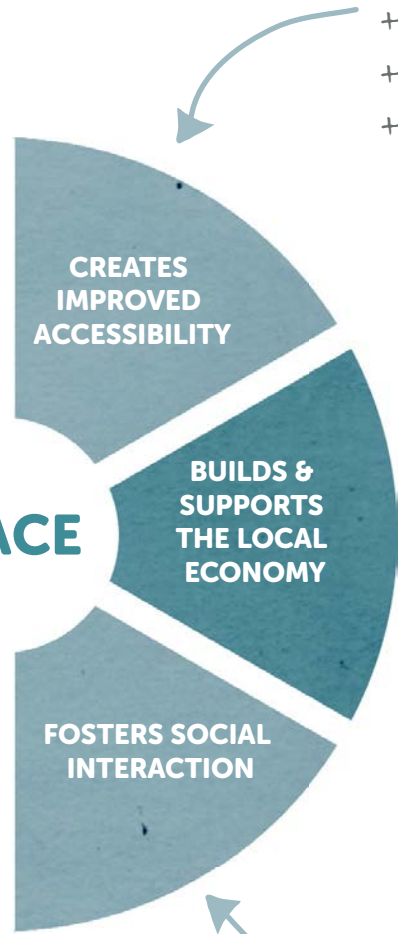 +
+
+
CREATES
IMPROVED
ACCESSIBILITY
BUILDS &
SUPPORTS
THE LOCAL
ECONOMY
ACE
FOSTERS SOCIAL
INTERACTION